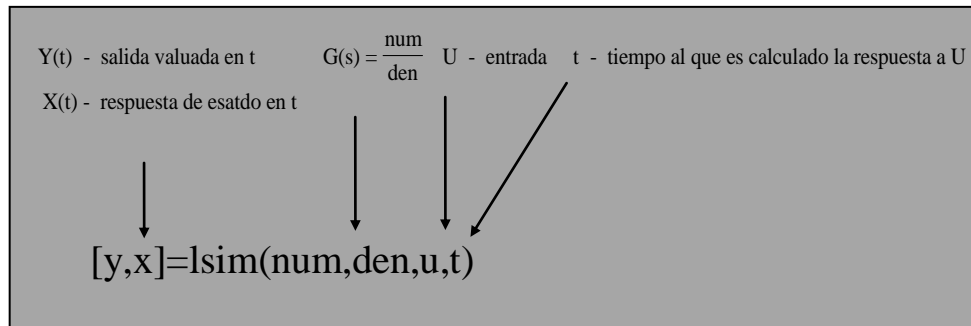 Y(t) - salida valuada en t G(s) = num/den U - entrada t - tiempo al que es calculado la respuesta a U
X(t) - respuesta de esatdo en t
[y,x]=lsim(num,den,u,t)